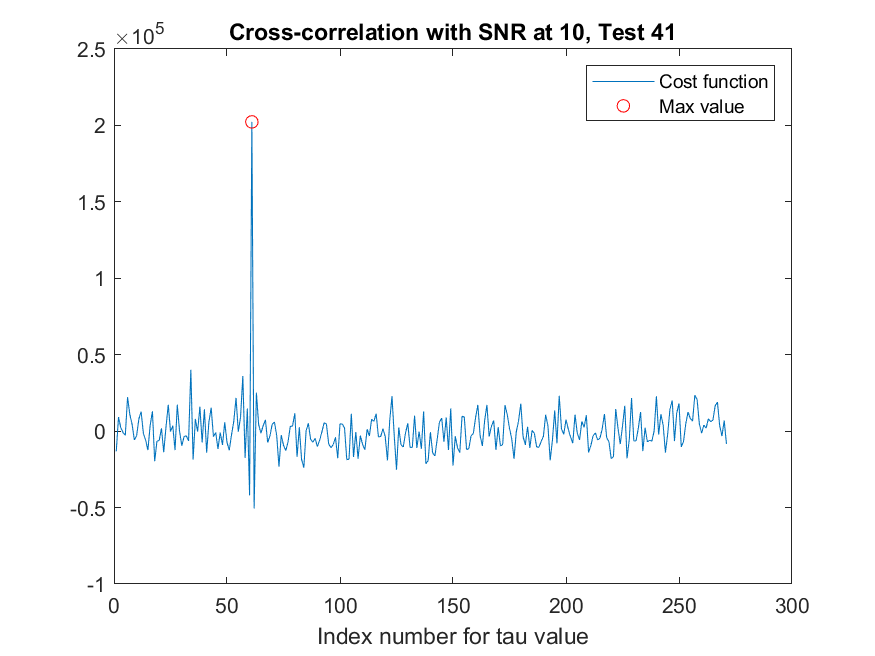 Cross-correlation with SNR at 10, Test 41
×10^5
2.5
2
1.5
1
0.5
0
-0.5
-1
Cost function
Max value
0 50 100 150 200 250 300
Index number for tau value